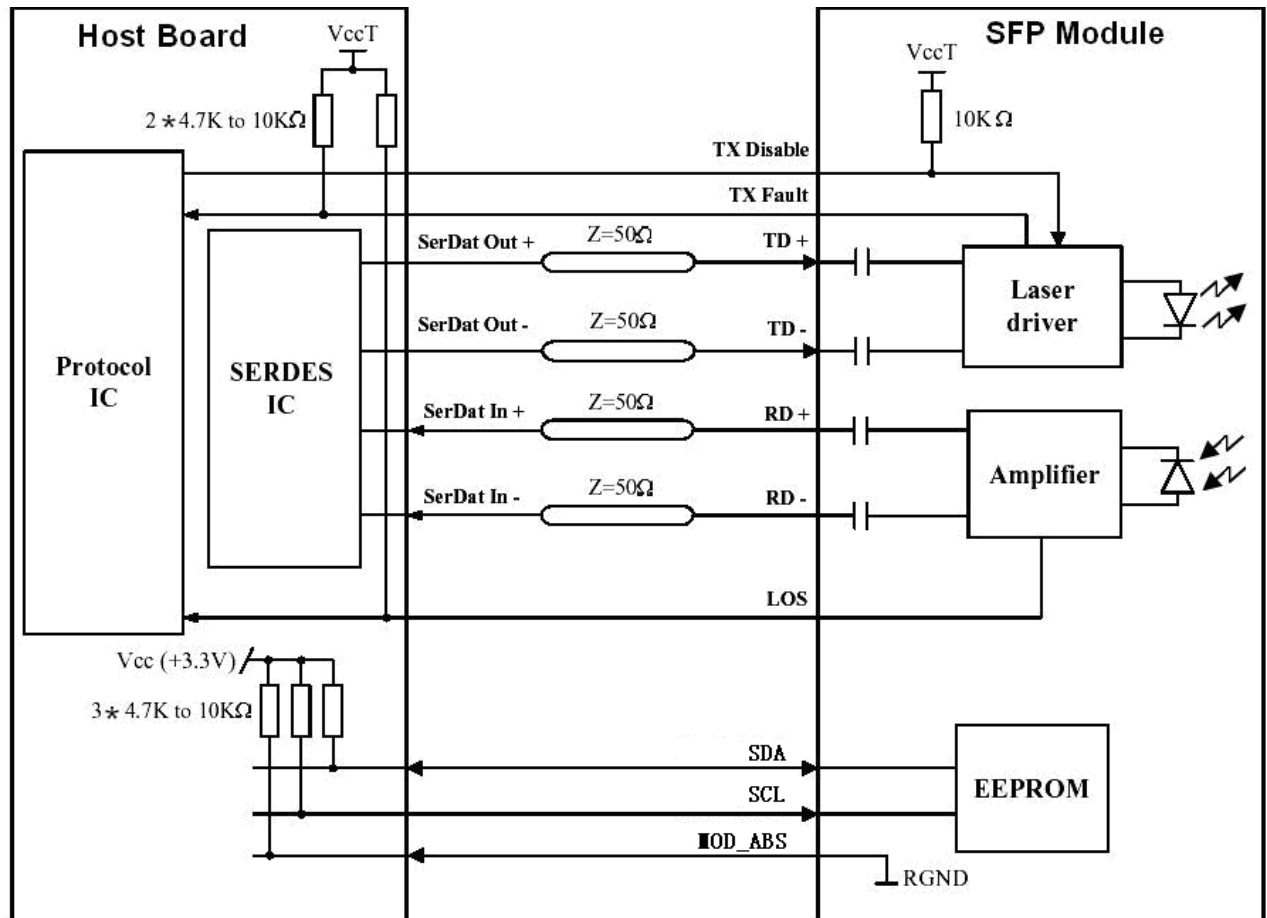 Host Board
VccT
SFP Module
VccT
2*4.7K to 10KΩ
10KΩ
TX Disable
TX Fault
SerDat Out +
Z=50Ω
TD +
Laser
driver
SerDat Out -
Z=50Ω
TD -
Protocol
IC
SERDES
IC
SerDat In +
Z=50Ω
RD +
Amplifier
SerDat In -
Z=50Ω
RD -
LOS
Vcc (+3.3V)
3*4.7K to 10KΩ
SDA
EEPROM
SCL
MOD_ABS
RGND